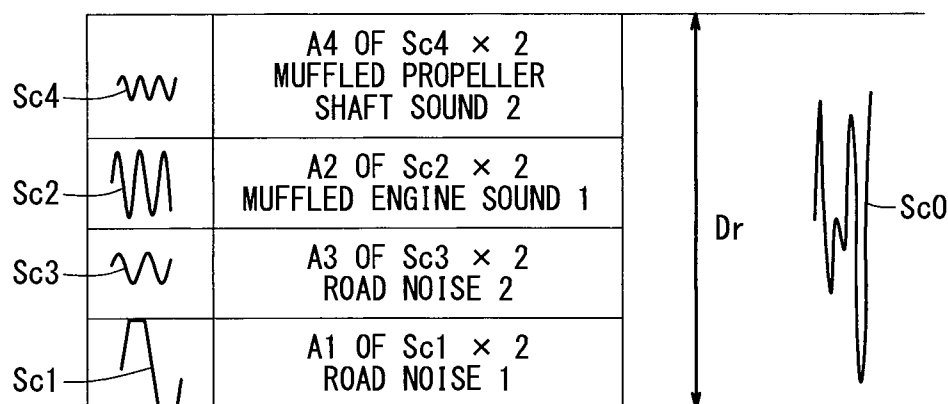 Sc4
A4 OF Sc4 × 2
MUFFLED PROPELLER
SHAFT SOUND 2
Sc2
A2 OF Sc2 × 2
MUFFLED ENGINE SOUND 1
Sc3
A3 OF Sc3 × 2
ROAD NOISE 2
Sc1
A1 OF Sc1 × 2
ROAD NOISE 1
Dr
Sc0